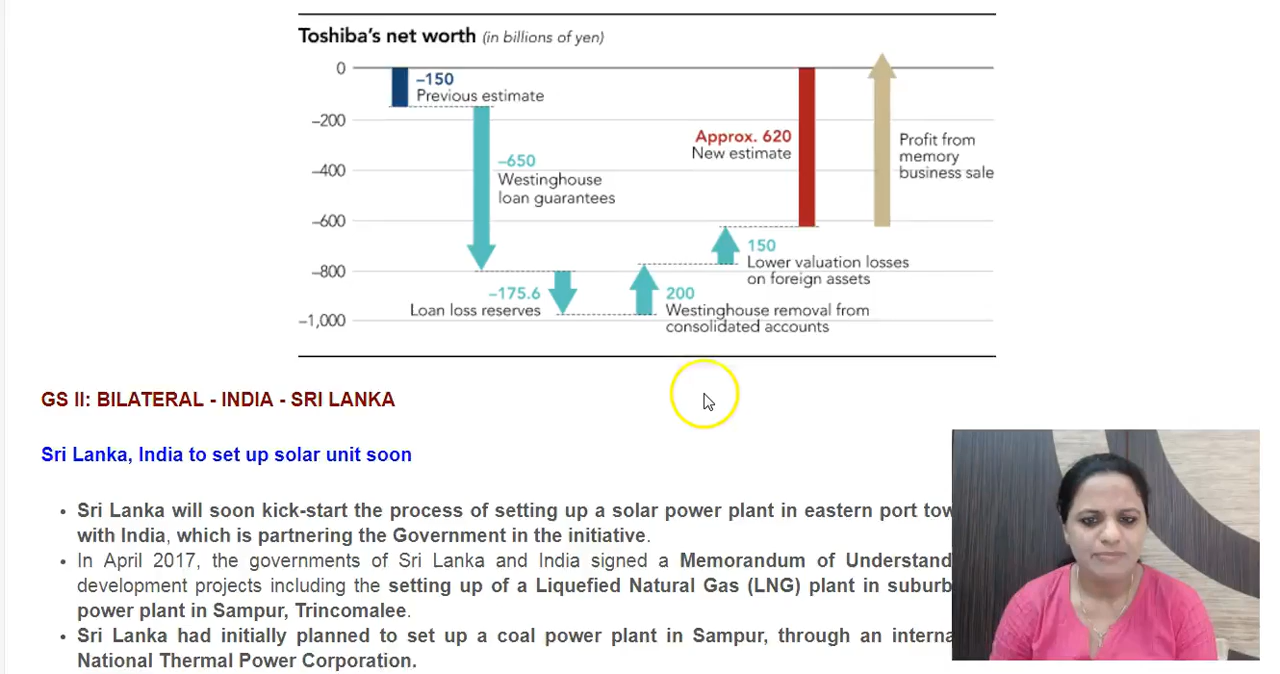 Toshiba's net worth (in billions of yen)
0
–150
Previous estimate
–200
Approx. 620
New estimate
Profit from
memory
business sale
–650
Westinghouse
loan guarantees
–400
–600
150
Lower valuation losses
on foreign assets
–800
–175.6
Loan loss reserves
200
Westinghouse removal from
consolidated accounts
–1,000
GS II: BILATERAL - INDIA - SRI LANKA
Sri Lanka, India to set up solar unit soon
• Sri Lanka will soon kick-start the process of setting up a solar power plant in eastern port
with India, which is partnering the Government in the initiative.
• In April 2017, the governments of Sri Lanka and India signed a Memorandum of
development projects including the setting up of a Liquefied Natural Gas (LNG) plant in
power plant in Sampur, Trincomalee.
• Sri Lanka had initially planned to set up a coal power plant in Sampur, through an
National Thermal Power Corporation.